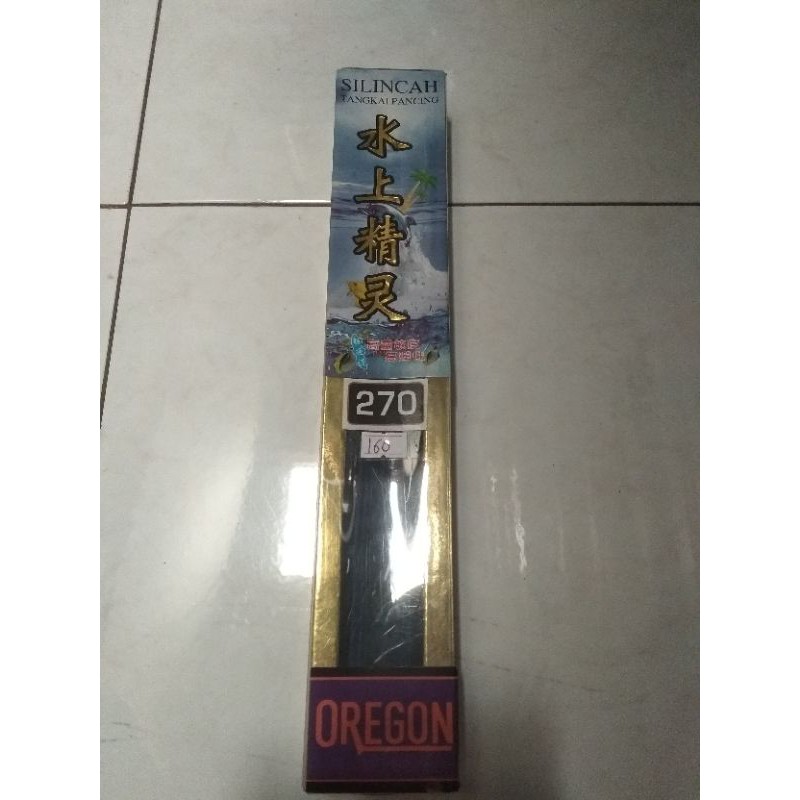 SILINCAH
TANGKAI PANCING
水上精灵
270
160
OREGON